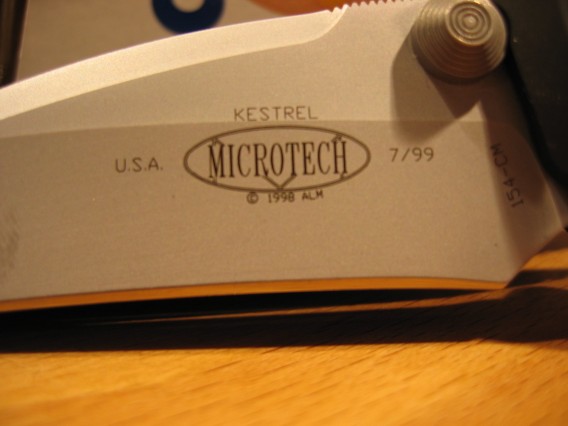 KESTREL
U.S.A. MICROTECH 7/99
© 1998 ALM
154-CM